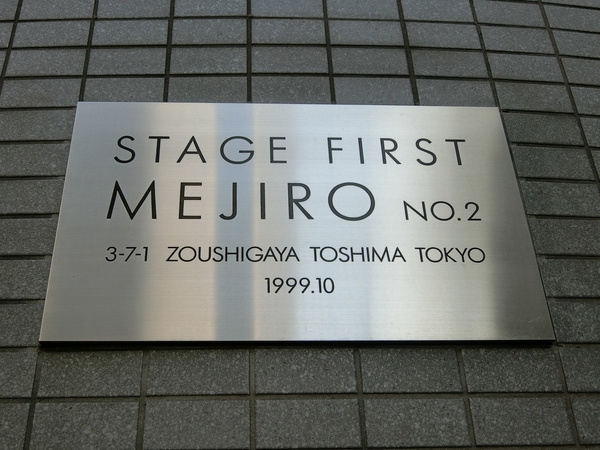 STAGE FIRST
MEJIRO NO.2
3-7-1 ZOUSHIGAYA TOSHIMA TOKYO
1999.10